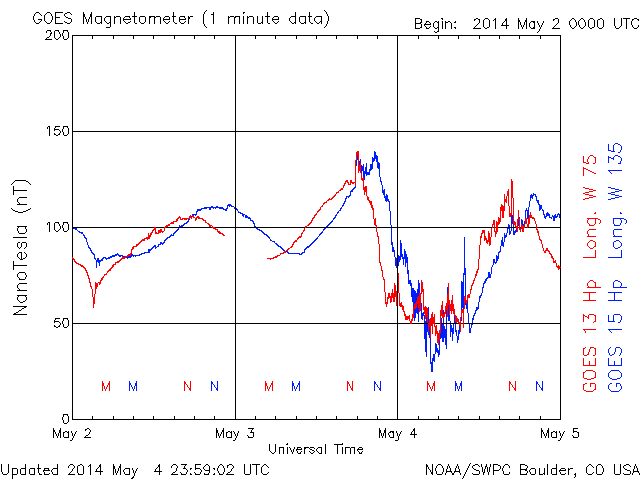 GOES Magnetometer (1 minute data)
Begin: 2014 May 2 0000 UTC
200
150
100
50
0
NanoTesla (nT)
M M N N M M N N M M N N
May 2 May 3 May 4 May 5
Universal Time
GOES 13 Hp Long. W 75
GOES 15 Hp Long. W 135
Updated 2014 May 4 23:59:02 UTC
NOAA/SWPC Boulder, CO USA